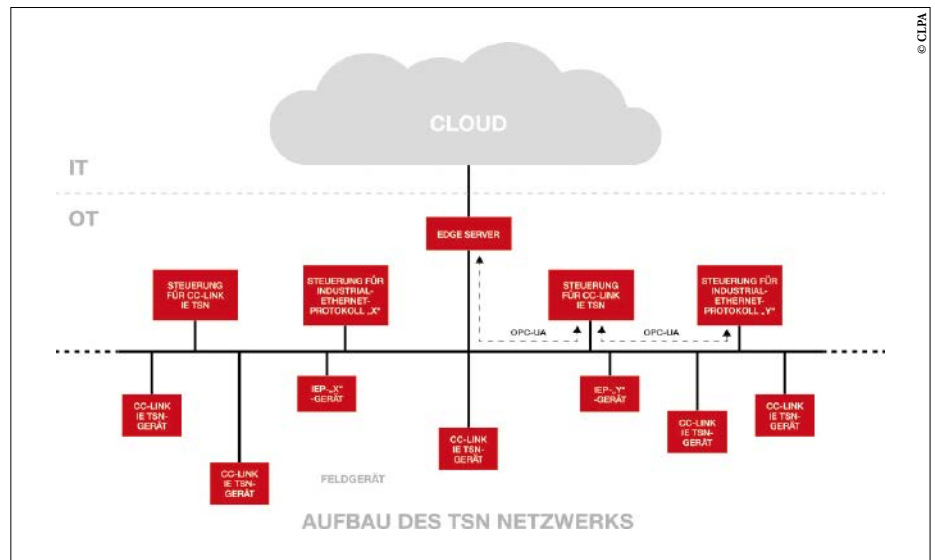 © CLPA
CLOUD
IT
OT
EDGE SERVER
STEUERUNG
FÜR CC-LINK
IE TSN
STEUERUNG FÜR
INDUSTRIAL-
ETHERNET-
PROTOKOLL „X“
STEUERUNG
FÜR CC-LINK
IE TSN
STEUERUNG FÜR
INDUSTRIAL-
ETHERNET-
PROTOKOLL „Y“
OPC-UA
OPC-UA
CC-LINK
IE TSN-
GERÄT
CC-LINK
IE TSN-
GERÄT
IEP-„X“
-GERÄT
CC-LINK
IE TSN-
GERÄT
IEP-„Y“
-GERÄT
CC-LINK
IE TSN-
GERÄT
CC-LINK
IE TSN-
GERÄT
FELDGERÄT
AUFBAU DES TSN NETZWERKS